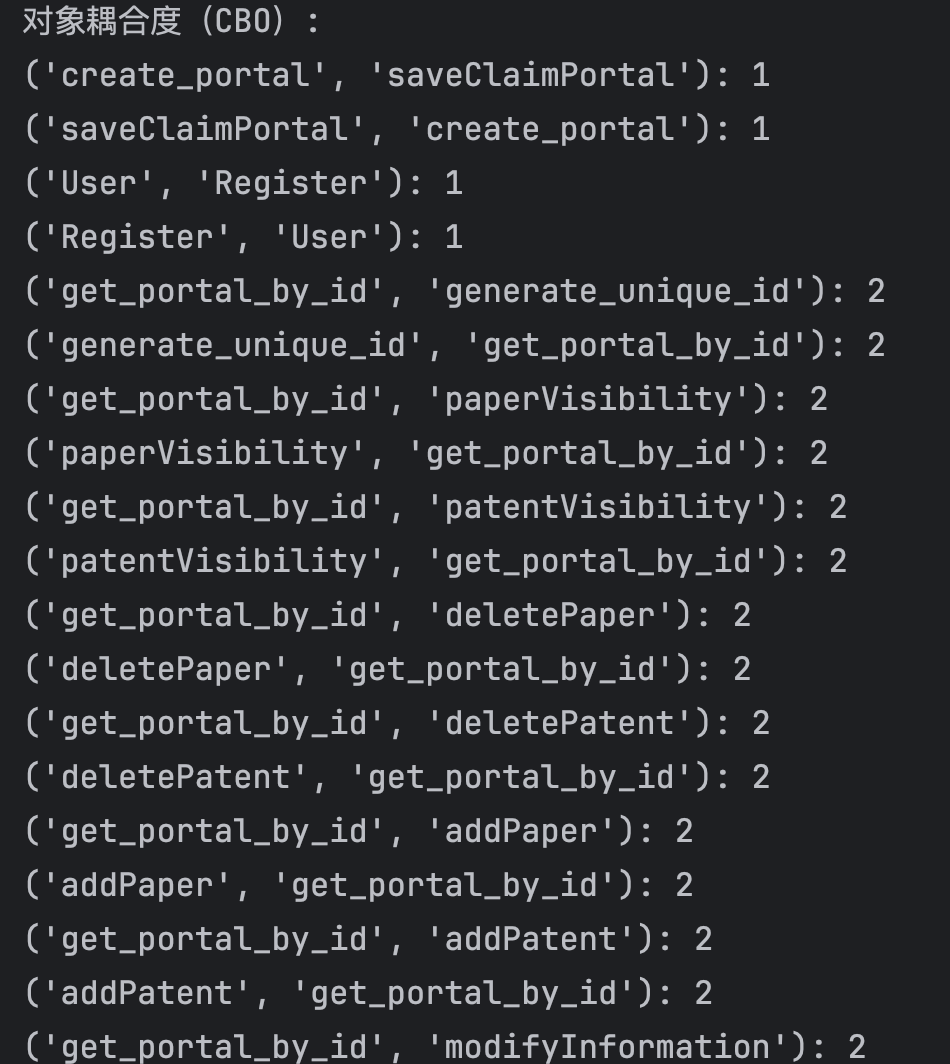 对象耦合度（CBO）:
('create_portal', 'saveClaimPortal'): 1
('saveClaimPortal', 'create_portal'): 1
('User', 'Register'): 1
('Register', 'User'): 1
('get_portal_by_id', 'generate_unique_id'): 2
('generate_unique_id', 'get_portal_by_id'): 2
('get_portal_by_id', 'paperVisibility'): 2
('paperVisibility', 'get_portal_by_id'): 2
('get_portal_by_id', 'patentVisibility'): 2
('patentVisibility', 'get_portal_by_id'): 2
('get_portal_by_id', 'deletePaper'): 2
('deletePaper', 'get_portal_by_id'): 2
('get_portal_by_id', 'deletePatent'): 2
('deletePatent', 'get_portal_by_id'): 2
('get_portal_by_id', 'addPaper'): 2
('addPaper', 'get_portal_by_id'): 2
('get_portal_by_id', 'addPatent'): 2
('addPatent', 'get_portal_by_id'): 2
('get_portal_by_id', 'modifyInformation'): 2